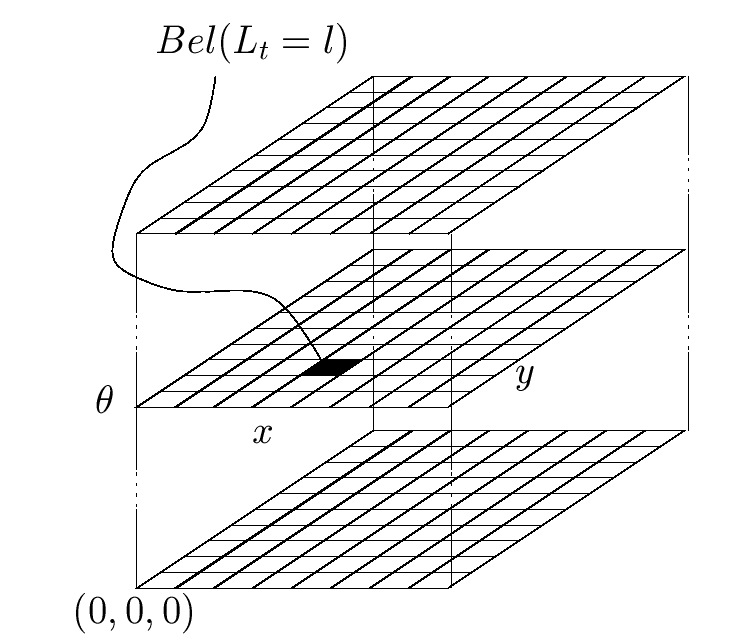 Bel(L_t = l)
y
θ
x
(0, 0, 0)